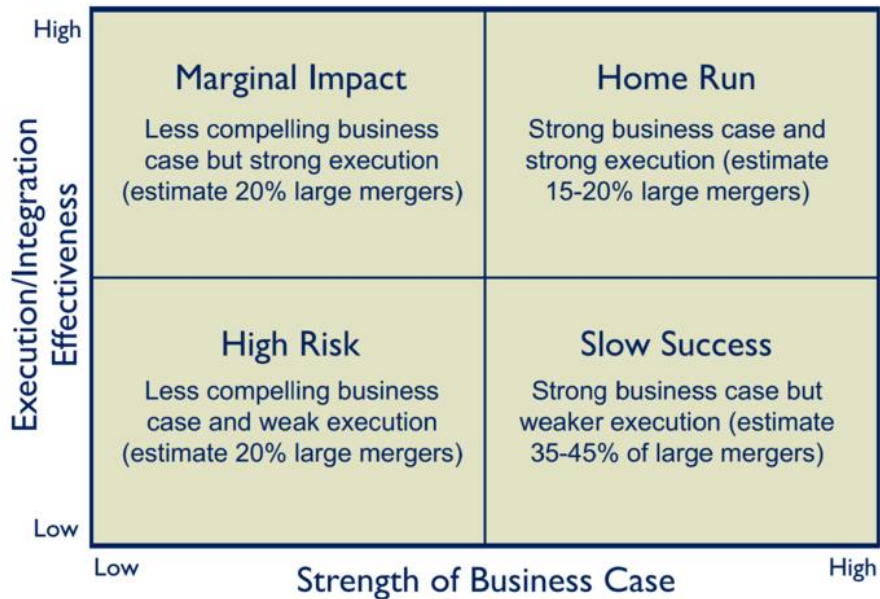 High
Marginal Impact
Less compelling business
case but strong execution
(estimate 20% large mergers)
Home Run
Strong business case and
strong execution (estimate
15-20% large mergers)
Execution/Integration
Effectiveness
High Risk
Less compelling business
case and weak execution
(estimate 20% large mergers)
Slow Success
Strong business case but
weaker execution (estimate
35-45% of large mergers)
Low
Low
Strength of Business Case
High